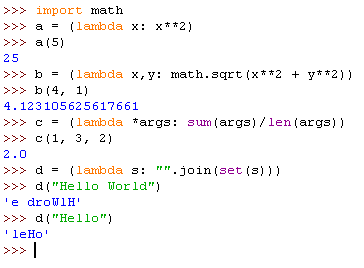 >>> import math
>>> a = (lambda x: x**2)
>>> a(5)
25
>>> b = (lambda x,y: math.sqrt(x**2 + y**2))
>>> b(4, 1)
4.123105625617661
>>> c = (lambda *args: sum(args)/len(args))
>>> c(1, 3, 2)
2.0
>>> d = (lambda s: "".join(set(s)))
>>> d("Hello World")
'e droWlH'
>>> d("Hello")
'leHo'
>>>